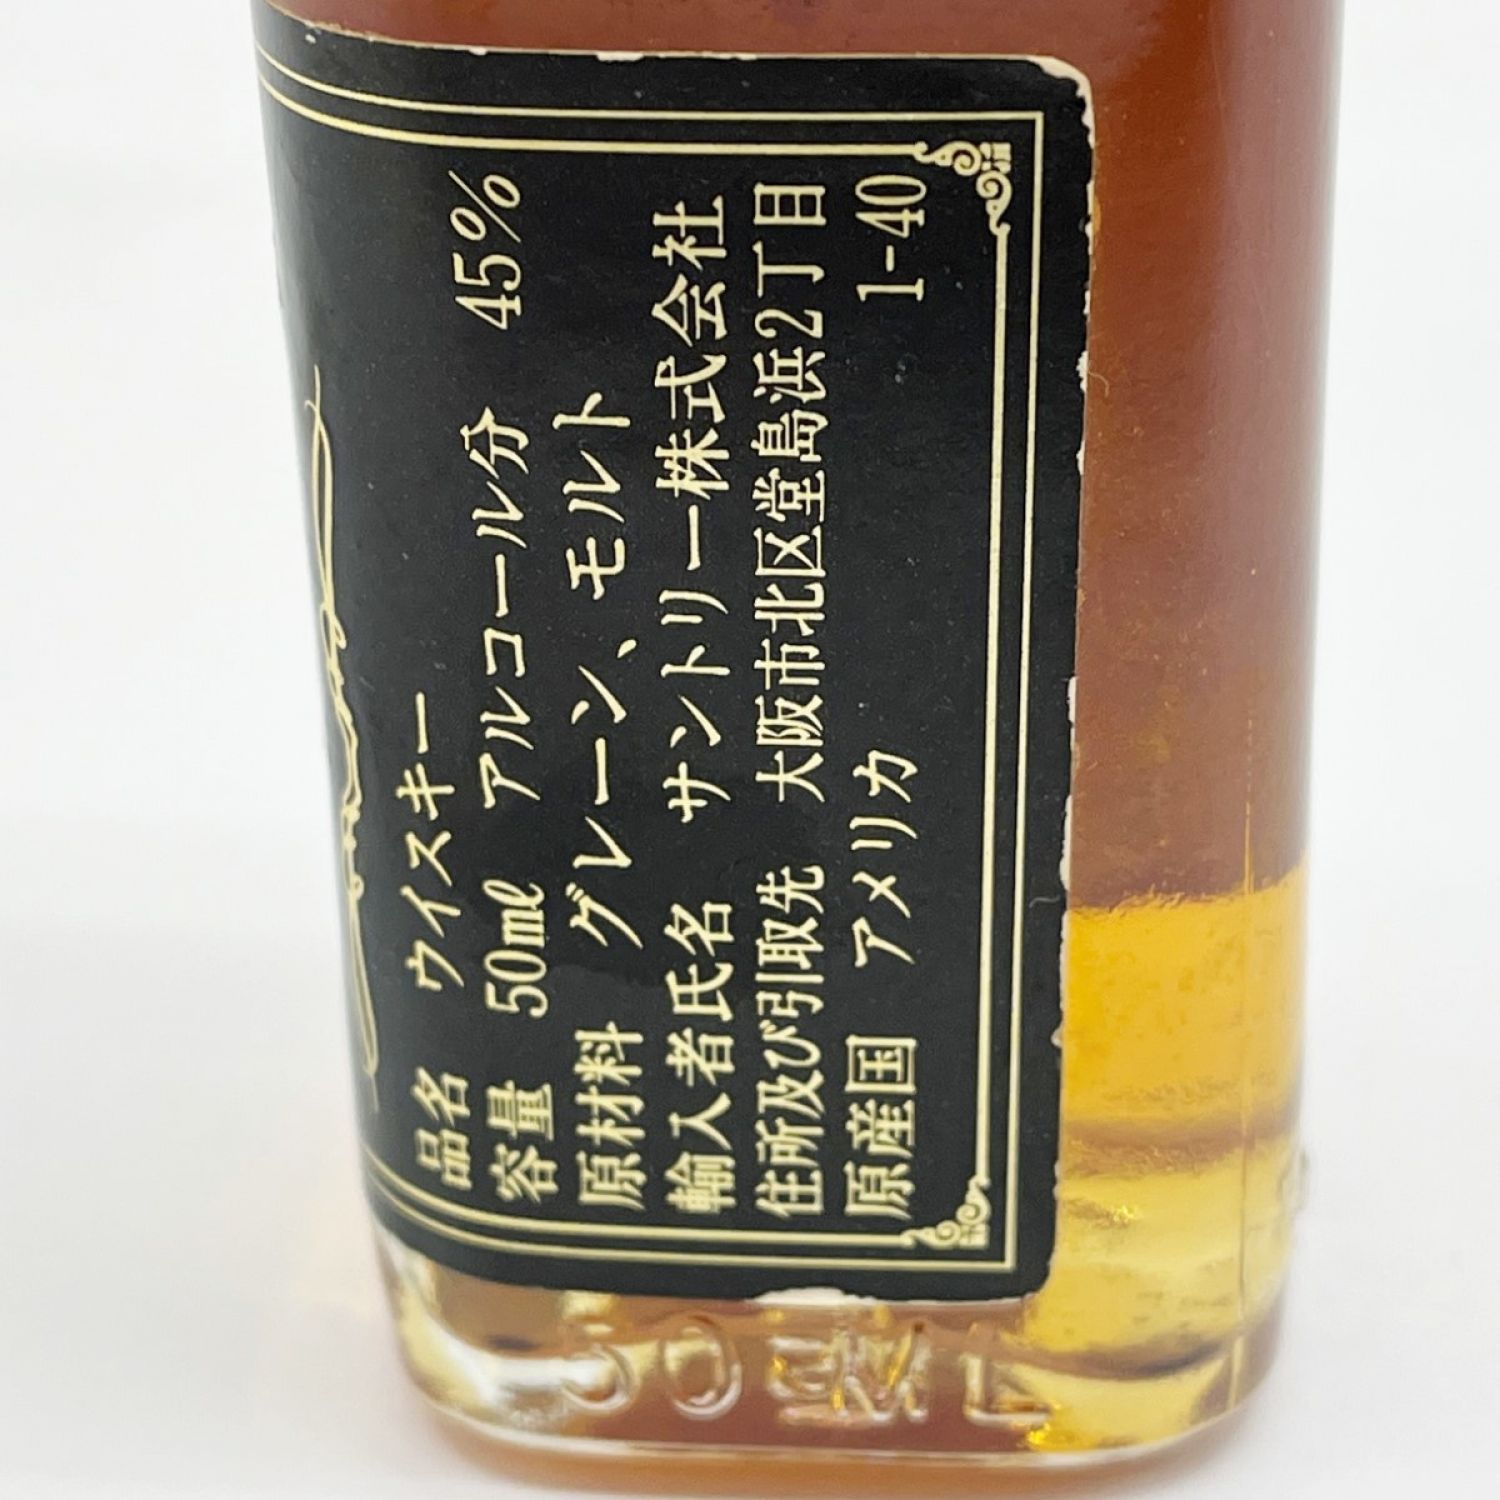 品名 ウイスキー
容量 50ml アルコール分 45%
原材料 グレーン、モルト
輸入者氏名 サントリー株式会社
住所及び引取先 大阪市北区堂島浜2丁目
原産国 アメリカ 1-40